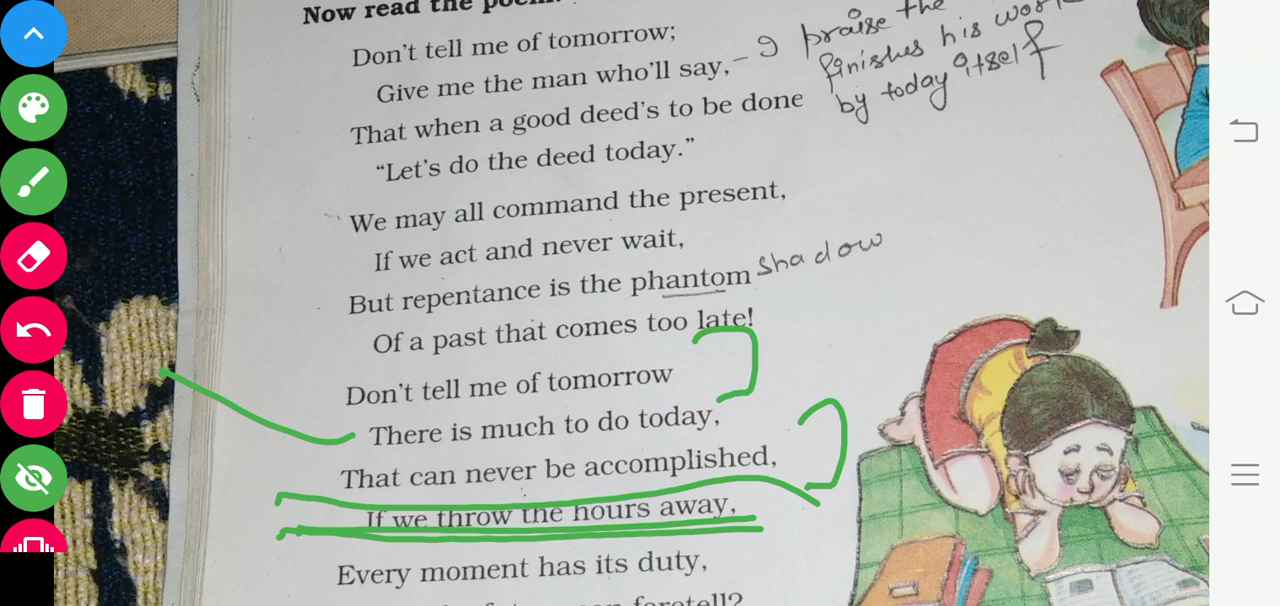 Now read the poem.
Don't tell me of tomorrow;
Give me the man who'll say, – I praise the
finishes his work
by today itself
That when a good deed's to be done
“Let's do the deed today.”
We may all command the present,
If we act and never wait,
But repentance is the phantom shadow
Of a past that comes too late!
Don't tell me of tomorrow
There is much to do today,
That can never be accomplished,
If we throw the hours away,
Every moment has its duty,
foretell?